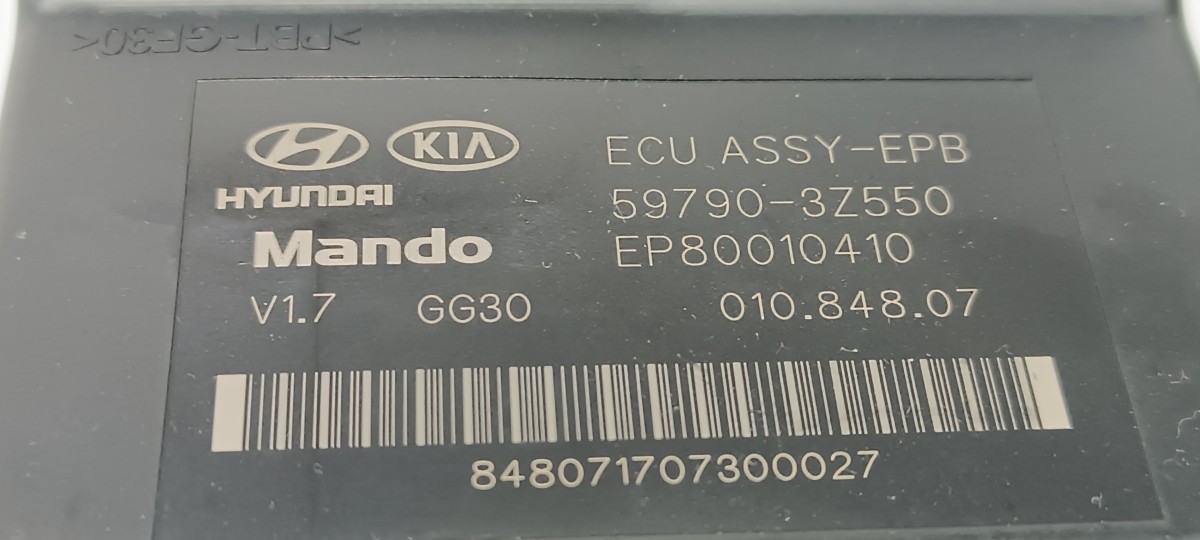 >PBT-GF30<
KIA
ECU ASSY-EPB
HYUNDAI
59790-3Z550
Mando
EP80010410
V1.7 GG30 010.848.07
848071707300027